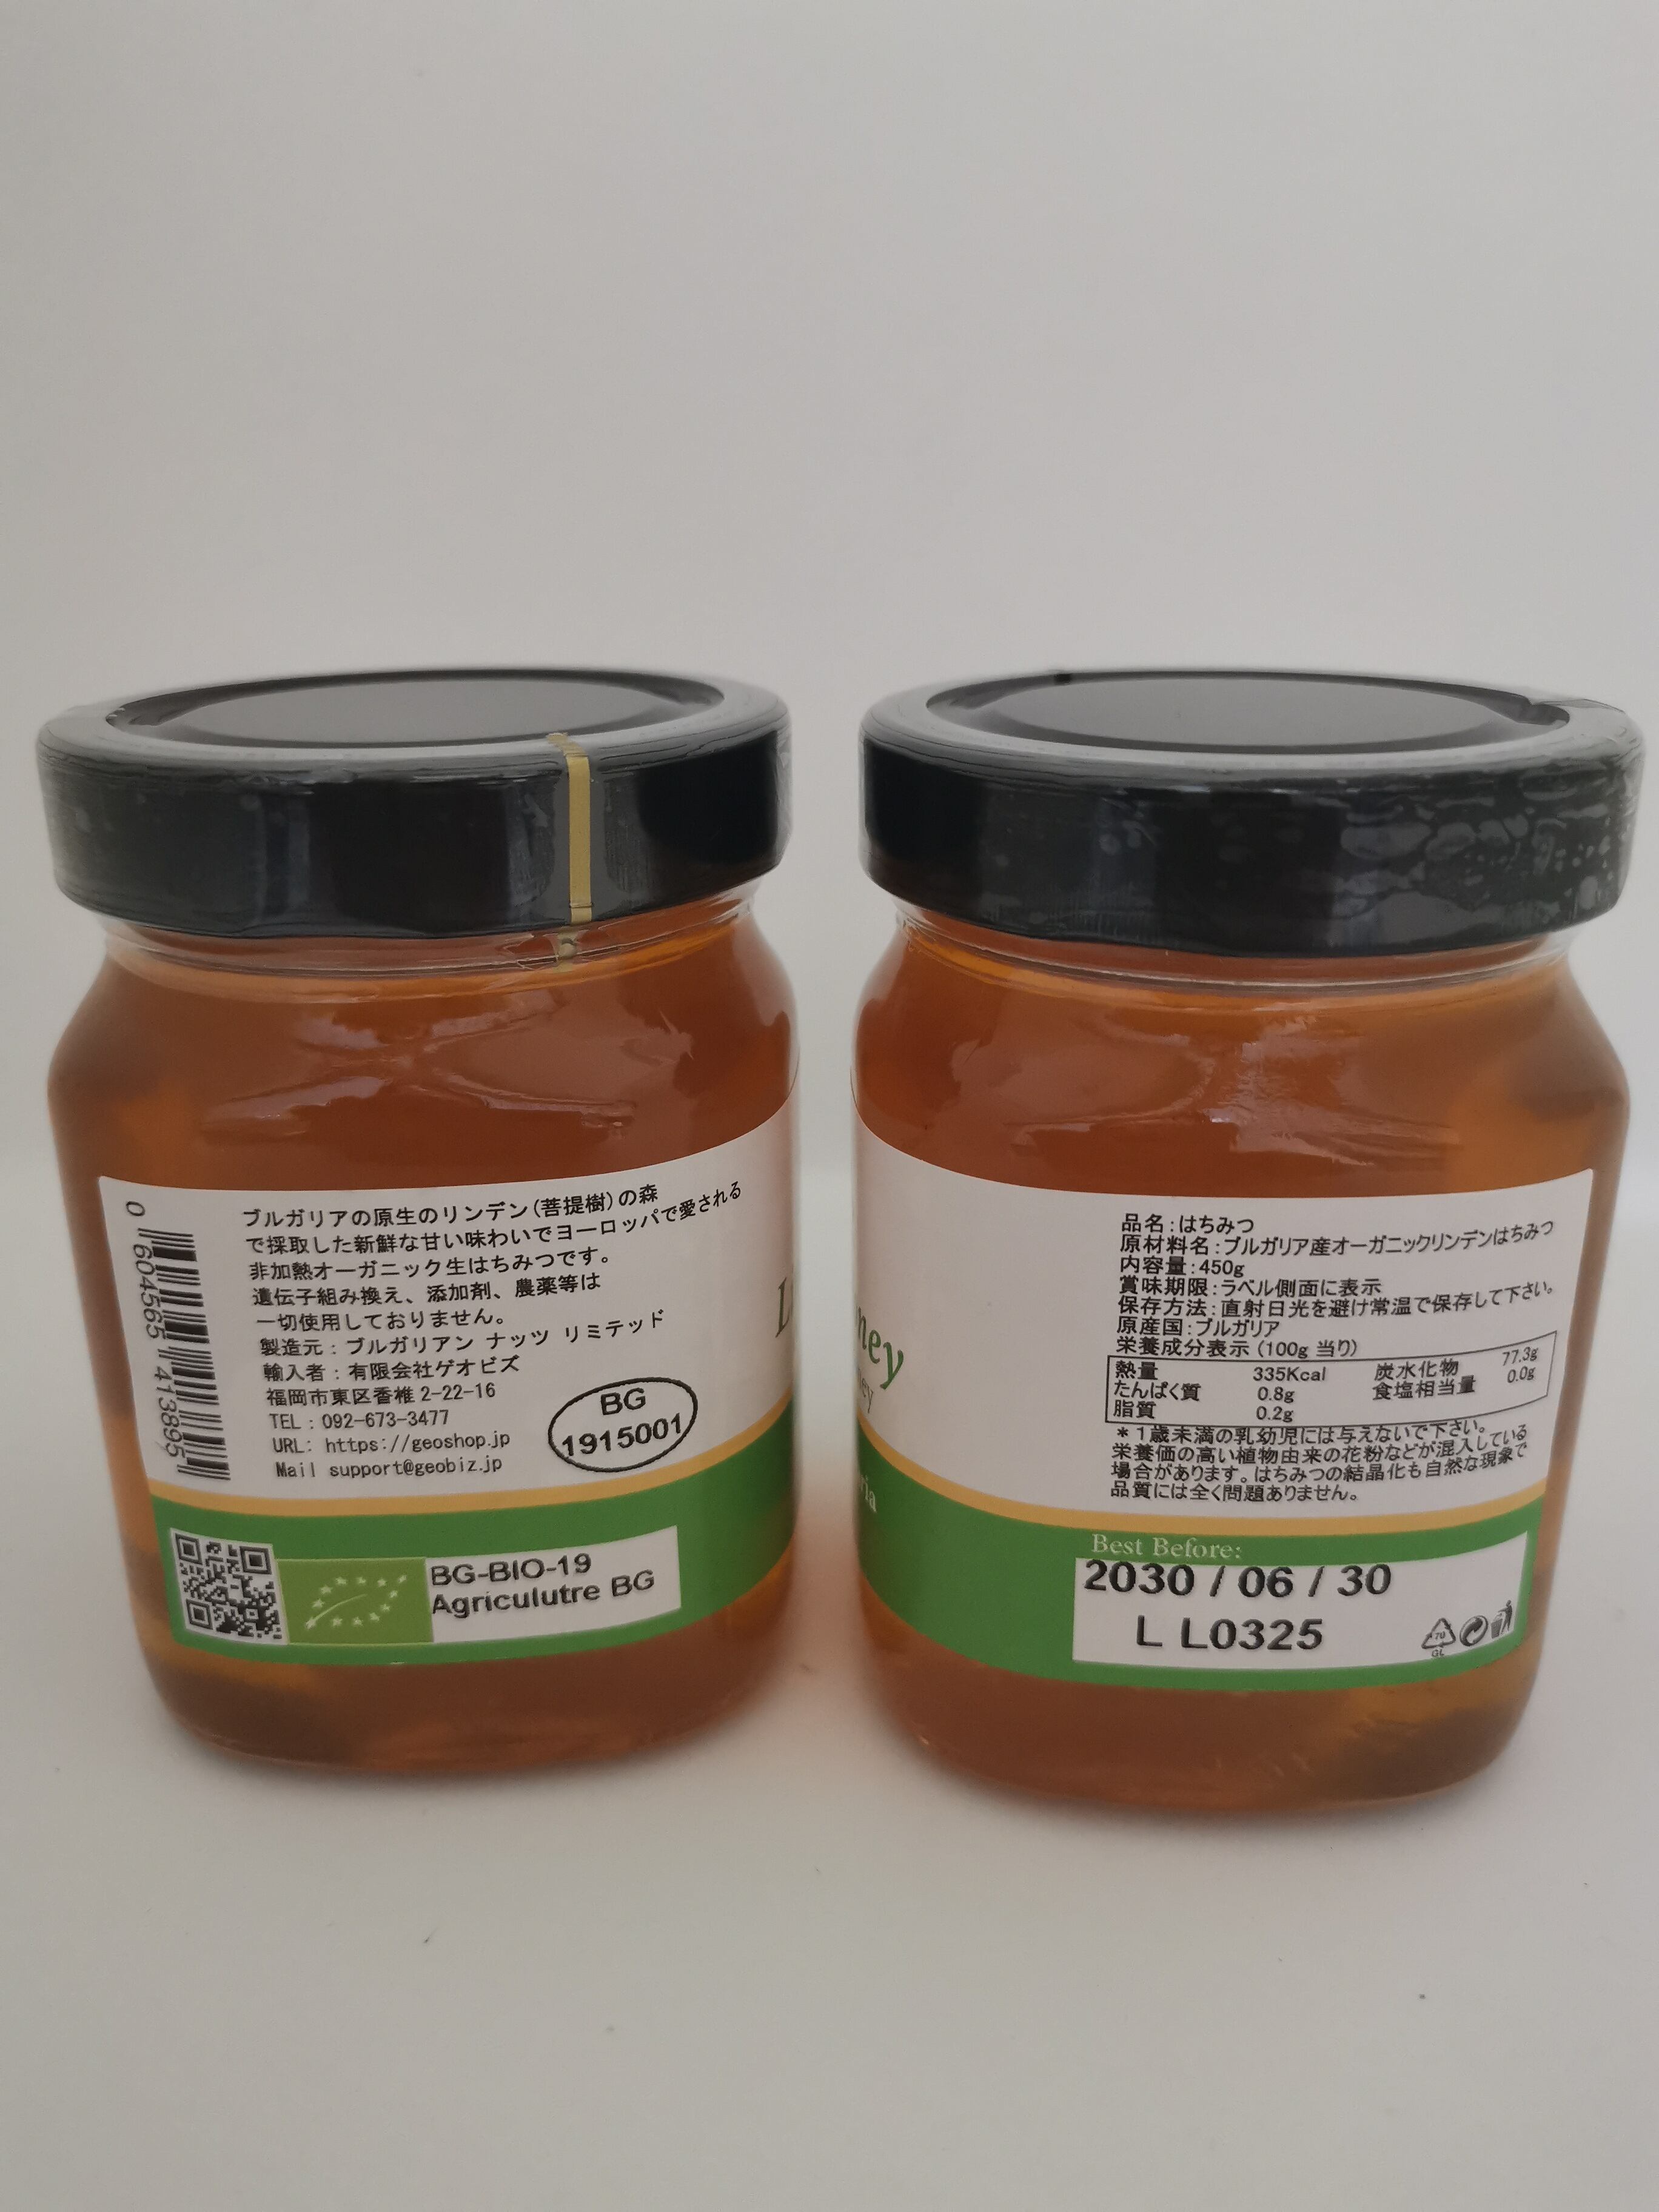 0 604565 413895
ブルガリアの原生のリンデン(菩提樹)の森
で採取した新鮮な甘い味わいでヨーロッパで愛される
非加熱オーガニック生はちみつです。
遺伝子組み換え、添加剤、農薬等は
一切使用しておりません。
製造元:ブルガリアン ナッツ リミテッド
輸入者:有限会社ゲオビズ
福岡市東区香椎 2-22-16
TEL:092-673-3477
URL: https://geoshop.jp
Mail support@geobiz.jp
BG
1915001
BG-BIO-19
Agriculutre BG
品名:はちみつ
原材料名:ブルガリア産オーガニックリンデンはちみつ
内容量:450g
賞味期限:ラベル側面に表示
保存方法:直射日光を避け常温で保存して下さい。
原産国:ブルガリア
栄養成分表示 (100g 当り)
熱量 335Kcal 炭水化物 77.3g
たんぱく質 0.8g 食塩相当量 0.0g
脂質 0.2g
*1歳未満の乳幼児には与えないで下さい。
栄養価の高い植物由来の花粉などが混入している
場合があります。はちみつの結晶化も自然な現象で
品質には全く問題ありません。
Best Before:
2030 / 06 / 30
L L0325
70
GL